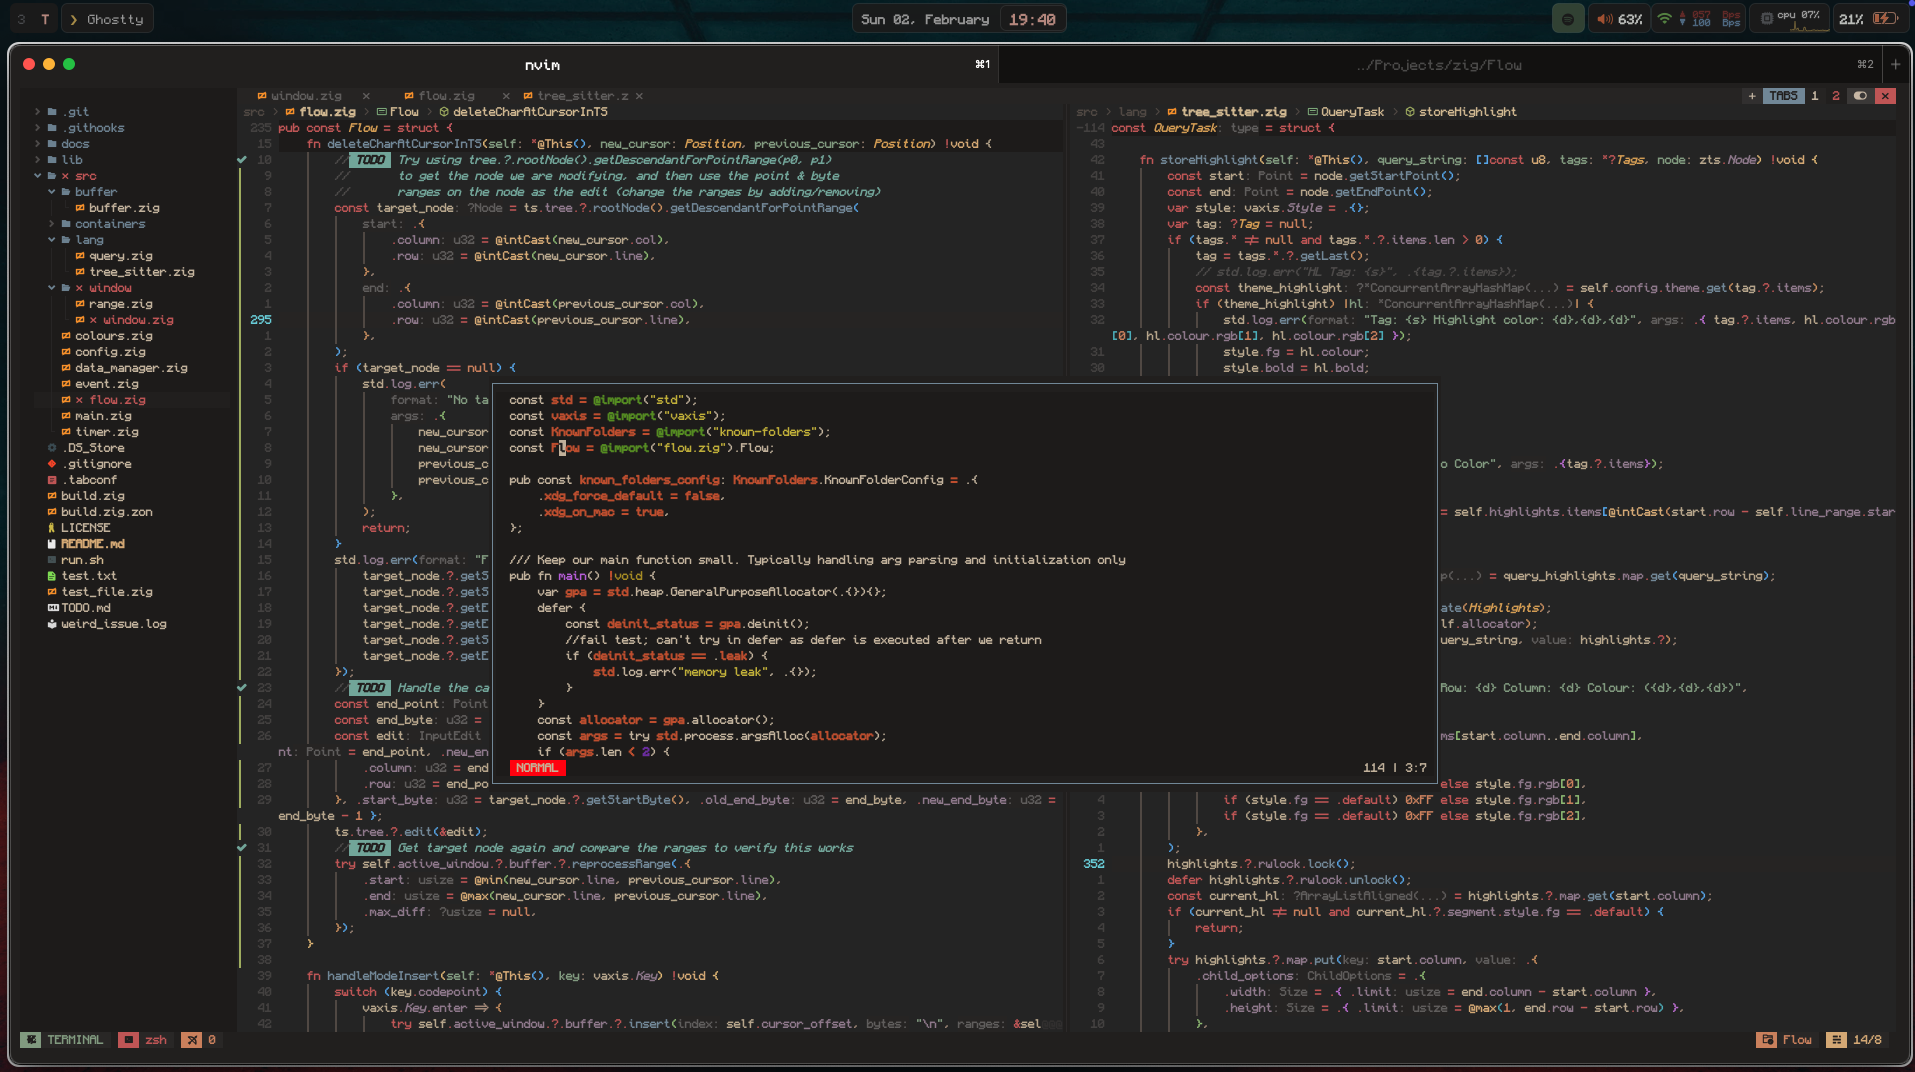 3 T ❯ Ghostty
Sun 02, February 19:40
63% 057 Bps 100 Bps cpu 07% 21%
nvim ⌘1
../Projects/zig/Flow ⌘2 +
window.zig × flow.zig × tree_sitter.z ×
+ TABS 1 2
.git
.githooks
docs
lib
× src
buffer
buffer.zig
containers
lang
query.zig
tree_sitter.zig
× window
range.zig
× window.zig
colours.zig
config.zig
data_manager.zig
event.zig
× flow.zig
main.zig
timer.zig
.DS_Store
.gitignore
.tabconf
build.zig
build.zig.zon
LICENSE
README.md
run.sh
test.txt
test_file.zig
TODO.md
weird_issue.log
src > flow.zig > Flow > deleteCharAtCursorInTS
235 pub const Flow = struct {
15 fn deleteCharAtCursorInTS(self: *@This(), new_cursor: Position, previous_cursor: Position) !void {
10 // TODO Try using tree.?.rootNode().getDescendantForPointRange(p0, p1)
9 // to get the node we are modifying, and then use the point & byte
8 // ranges on the node as the edit (change the ranges by adding/removing)
7 const target_node: ?Node = ts.tree.?.rootNode().getDescendantForPointRange(
6 start: .{
5 .column: u32 = @intCast(new_cursor.col),
4 .row: u32 = @intCast(new_cursor.line),
3 },
2 end: .{
1 .column: u32 = @intCast(previous_cursor.col),
295 .row: u32 = @intCast(previous_cursor.line),
1 },
2 );
3 if (target_node == null) {
4 std.log.err(
5 format: "No ta
6 args: .{
7 new_cursor
8 new_cursor
9 previous_c
10 previous_c
11 },
12 );
13 return;
14 }
15 std.log.err(format: "F
16 target_node.?.getS
17 target_node.?.getS
18 target_node.?.getE
19 target_node.?.getE
20 target_node.?.getS
21 target_node.?.getE
22 });
23 // TODO Handle the ca
24 const end_point: Point
25 const end_byte: u32 =
26 const edit: InputEdit
nt: Point = end_point, .new_en
27 .column: u32 = end
28 .row: u32 = end_po
29 }, .start_byte: u32 = target_node.?.getStartByte(), .old_end_byte: u32 = end_byte, .new_end_byte: u32 =
end_byte - 1 };
30 ts.tree.?.edit(&edit);
31 // TODO Get target node again and compare the ranges to verify this works
32 try self.active_window.?.buffer.?.reprocessRange(.{
33 .start: usize = @min(new_cursor.line, previous_cursor.line),
34 .end: usize = @max(new_cursor.line, previous_cursor.line),
35 .max_diff: ?usize = null,
36 });
37 }
38
39 fn handleModeInsert(self: *@This(), key: vaxis.Key) !void {
40 switch (key.codepoint) {
41 vaxis.Key.enter => {
42 try self.active_window.?.buffer.?.insert(index: self.cursor_offset, bytes: "\n", ranges: &sel
const std = @import("std");
const vaxis = @import("vaxis");
const KnownFolders = @import("known-folders");
const Flow = @import("flow.zig").Flow;
pub const known_folders_config: KnownFolders.KnownFolderConfig = .{
.xdg_force_default = false,
.xdg_on_mac = true,
};
/// Keep our main function small. Typically handling arg parsing and initialization only
pub fn main() !void {
var gpa = std.heap.GeneralPurposeAllocator(.{}){};
defer {
const deinit_status = gpa.deinit();
//fail test; can't try in defer as defer is executed after we return
if (deinit_status == .leak) {
std.log.err("memory leak", .{});
}
}
const allocator = gpa.allocator();
const args = try std.process.argsAlloc(allocator);
if (args.len < 2) {
NORMAL 114 | 3:7
src > lang > tree_sitter.zig > QueryTask > storeHighlight
-114 const QueryTask: type = struct {
43
42 fn storeHighlight(self: *@This(), query_string: []const u8, tags: *?Tags, node: zts.Node) !void {
41 const start: Point = node.getStartPoint();
40 const end: Point = node.getEndPoint();
39 var style: vaxis.Style = .{};
38 var tag: ?Tag = null;
37 if (tags.* != null and tags.*.?.items.len > 0) {
36 tag = tags.*.?.getLast();
35 // std.log.err("HL Tag: {s}", .{tag.?.items});
34 const theme_highlight: ?*ConcurrentArrayHashMap(...) = self.config.theme.get(tag.?.items);
33 if (theme_highlight) |hl: *ConcurrentArrayHashMap(...)| {
32 std.log.err(format: "Tag: {s} Highlight color: {d},{d},{d}", args: .{ tag.?.items, hl.colour.rgb
[0], hl.colour.rgb[1], hl.colour.rgb[2] });
31 style.fg = hl.colour;
30 style.bold = hl.bold;
o Color", args: .{tag.?.items});
= self.highlights.items[@intCast(start.row - self.line_range.star
p(...) = query_highlights.map.get(query_string);
ate(Highlights);
lf.allocator);
uery_string, value: highlights.?);
Row: {d} Column: {d} Colour: ({d},{d},{d})",
ms[start.column..end.column],
else style.fg.rgb[0],
4 if (style.fg == .default) 0xFF else style.fg.rgb[1],
3 if (style.fg == .default) 0xFF else style.fg.rgb[2],
2 },
1 );
352 highlights.?.rwlock.lock();
1 defer highlights.?.rwlock.unlock();
2 const current_hl: ?ArrayListAligned(...) = highlights.?.map.get(start.column);
3 if (current_hl != null and current_hl.?.segment.style.fg == .default) {
4 return;
5 }
6 try highlights.?.map.put(key: start.column, value: .{
7 .child_options: ChildOptions = .{
8 .width: Size = .{ .limit: usize = end.column - start.column },
9 .height: Size = .{ .limit: usize = @max(1, end.row - start.row) },
10 },
TERMINAL zsh 0
Flow 14/8